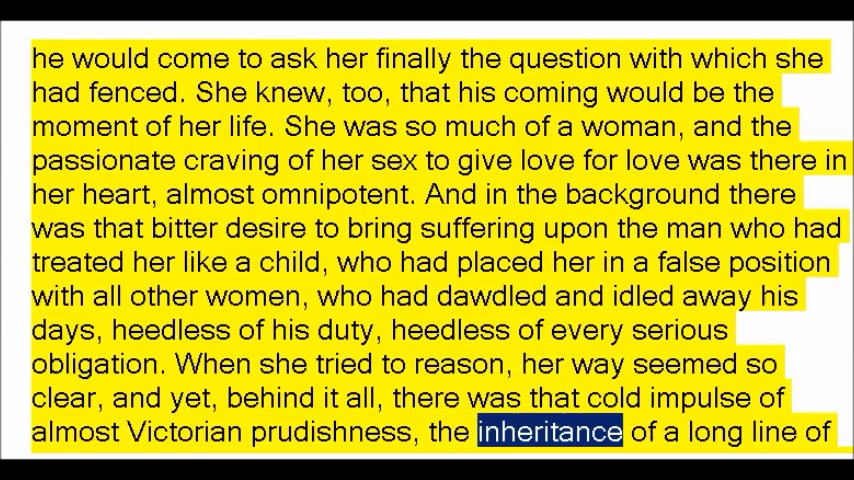 he would come to ask her finally the question with which she
had fenced. She knew, too, that his coming would be the
moment of her life. She was so much of a woman, and the
passionate craving of her sex to give love for love was there in
her heart, almost omnipotent. And in the background there
was that bitter desire to bring suffering upon the man who had
treated her like a child, who had placed her in a false position
with all other women, who had dawdled and idled away his
days, heedless of his duty, heedless of every serious
obligation. When she tried to reason, her way seemed so
clear, and yet, behind it all, there was that cold impulse of
almost Victorian prudishness, the inheritance of a long line of